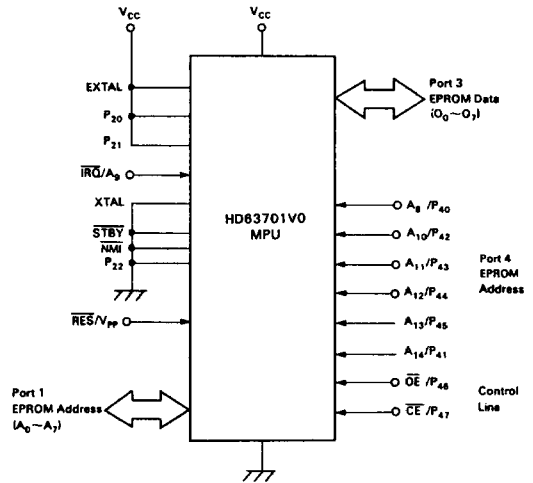 VCC
VCC
EXTAL
P20
P21
IRQ/A9
XTAL
STBY
NMI
P22
RES/VPP
Port 1
EPROM Address
(A0~A7)
HD63701V0
MPU
Port 3
EPROM Data
(O0~O7)
A8/P40
A10/P42
A11/P43
A12/P44
A13/P45
A14/P41
OE/P46
CE/P47
Port 4
EPROM
Address
Control
Line